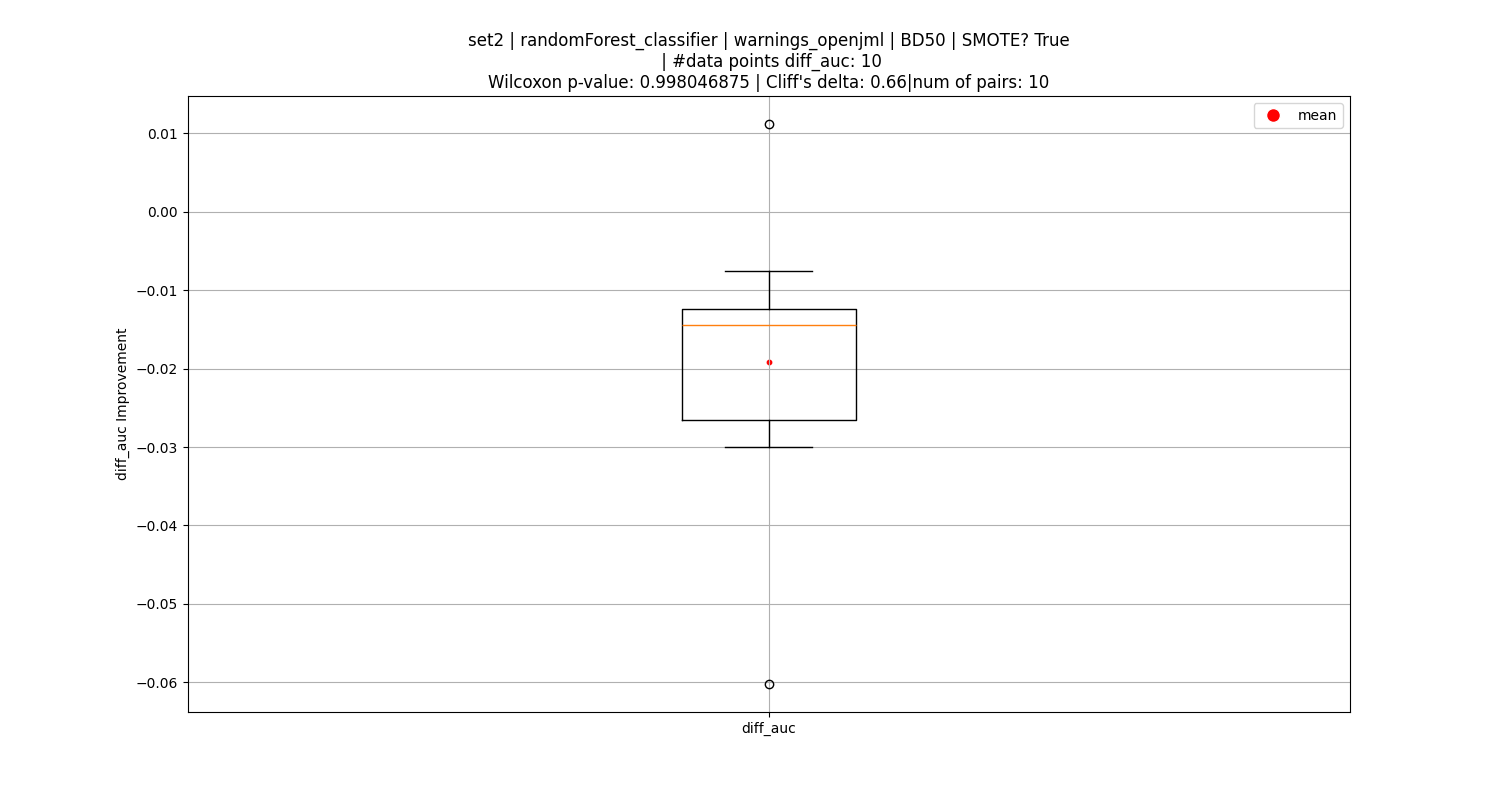 set2 | randomForest_classifier | warnings_openjml | BD50 | SMOTE? True
| #data points diff_auc: 10
Wilcoxon p-value: 0.998046875 | Cliff's delta: 0.66|num of pairs: 10
mean
0.01
0.00
−0.01
−0.02
−0.03
−0.04
−0.05
−0.06
diff_auc Improvement
diff_auc